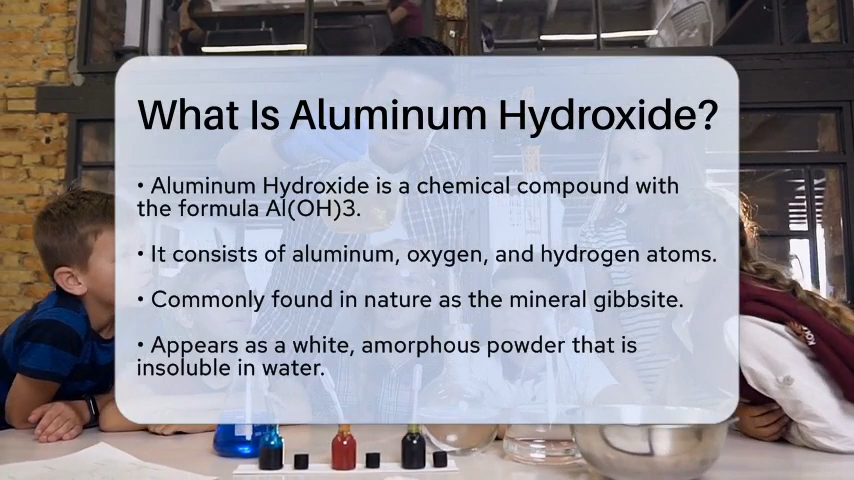 What Is Aluminum Hydroxide?
• Aluminum Hydroxide is a chemical compound with
the formula Al(OH)3.
• It consists of aluminum, oxygen, and hydrogen atoms.
• Commonly found in nature as the mineral gibbsite.
• Appears as a white, amorphous powder that is
insoluble in water.